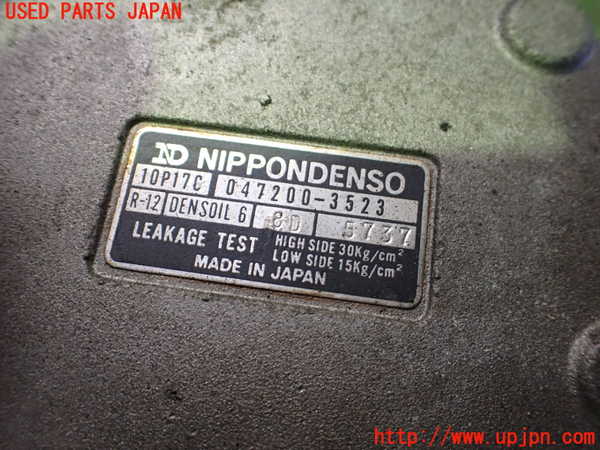 USED PARTS JAPAN
ND NIPPONDENSO
10P17C 047200-3523
R-12 DENSOIL 6 8D 5737
LEAKAGE TEST HIGH SIDE 30Kg/cm²
LOW SIDE 15Kg/cm²
MADE IN JAPAN
http://www.upjpn.com/